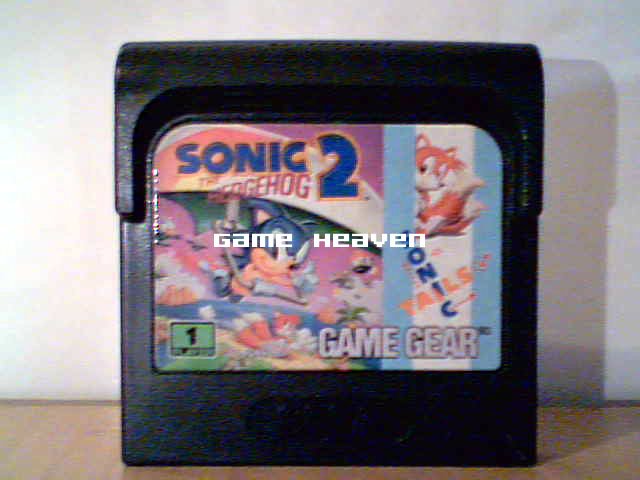 SONIC 2
THE HEDGEHOG
Game Heaven
SONIC
TAILS
1
GAME GEAR